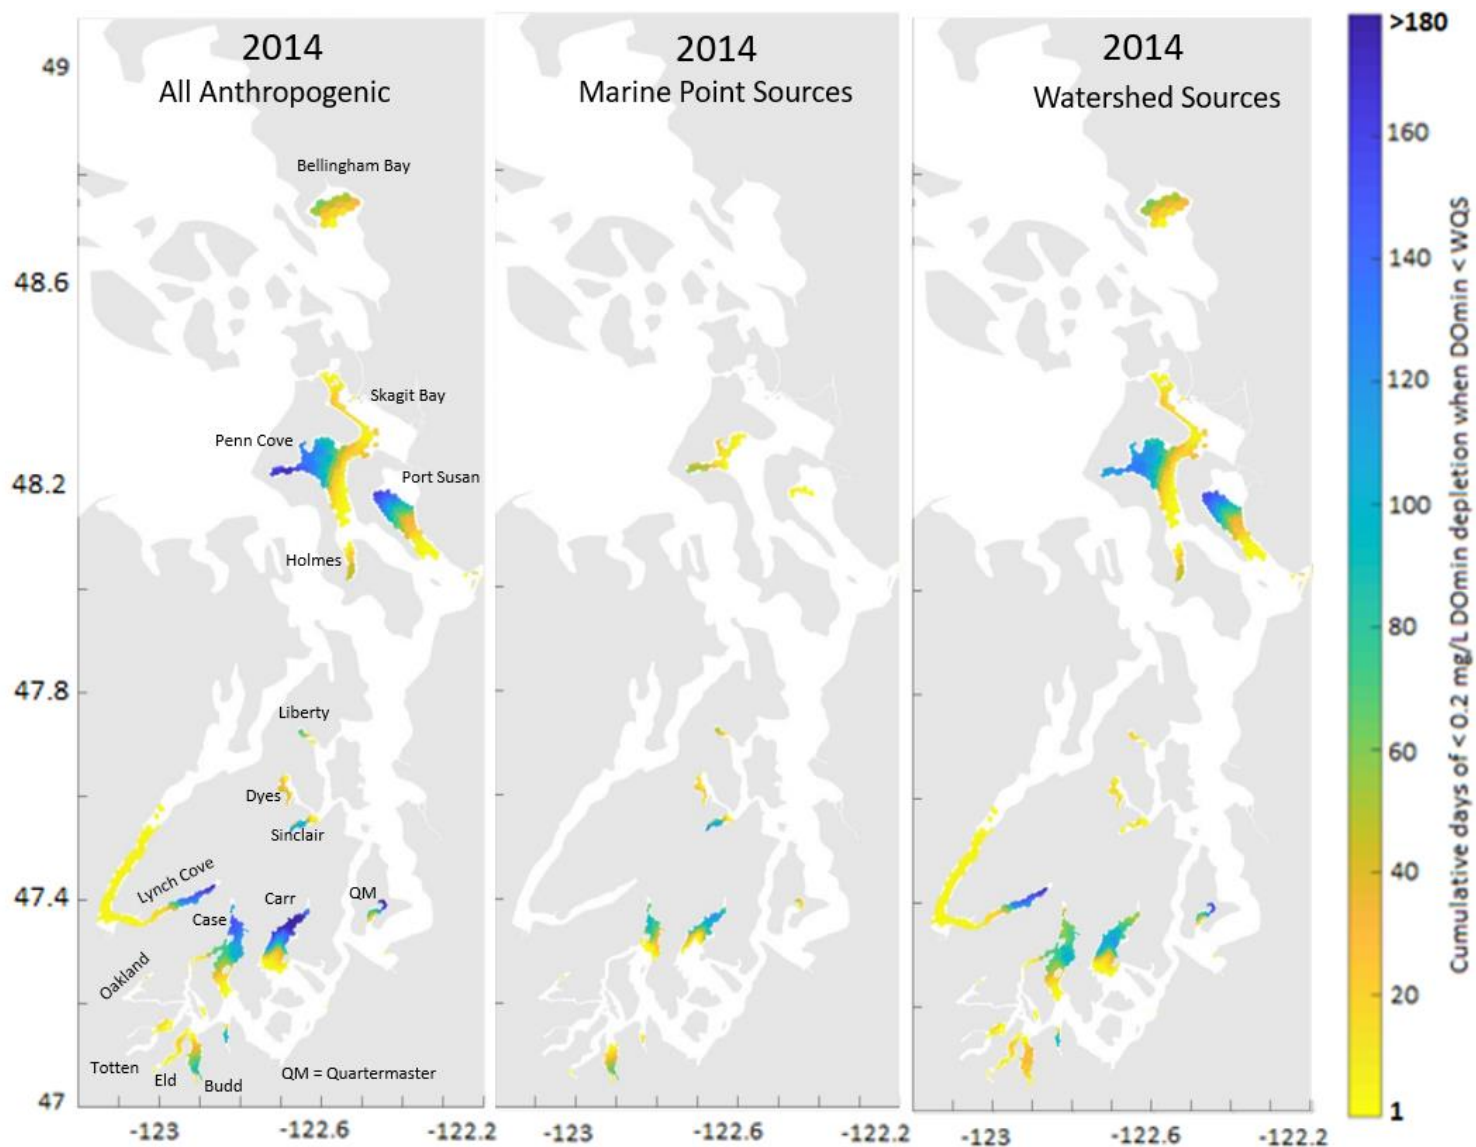 2014
All Anthropogenic
2014
Marine Point Sources
2014
Watershed Sources
49
48.6
48.2
47.8
47.4
47
Bellingham Bay
Skagit Bay
Penn Cove
Port Susan
Holmes
Liberty
Dyes
Sinclair
Lynch Cove
Carr
QM
Case
Oakland
Totten
Eld
Budd
QM = Quartermaster
-123
-122.6
-122.2
-123
-122.6
-122.2
-123
-122.6
-122.2
>180
160
140
120
100
80
60
40
20
1
Cumulative days of < 0.2 mg/L DOmin depletion when DOmin < WQS